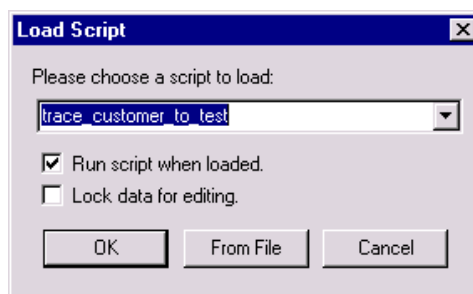 Load Script
Please choose a script to load:
trace_customer_to_test
Run script when loaded.
Lock data for editing.
OK From File Cancel